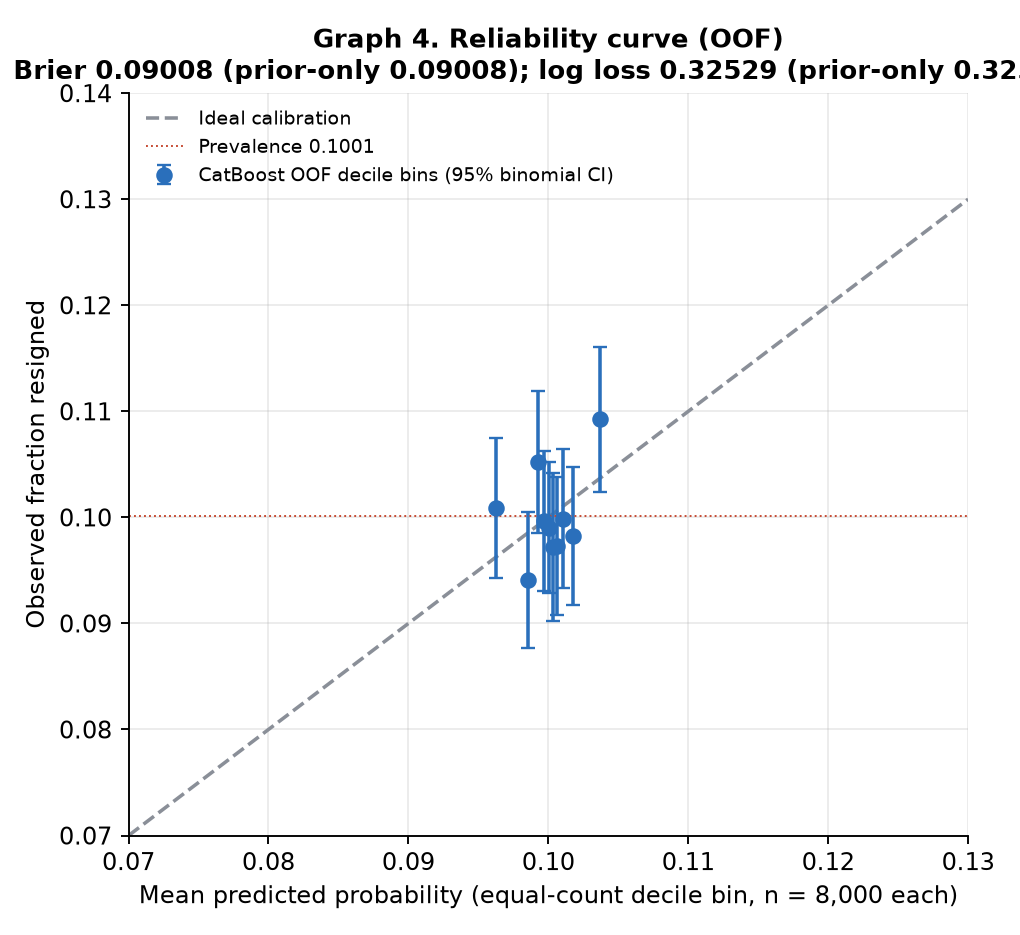 Graph 4. Reliability curve (OOF)
Brier 0.09008 (prior-only 0.09008); log loss 0.32529 (prior-only 0.32.
Ideal calibration
Prevalence 0.1001
CatBoost OOF decile bins (95% binomial CI)
0.14
0.13
0.12
0.11
0.10
0.09
0.08
0.07
Observed fraction resigned
0.07 0.08 0.09 0.10 0.11 0.12 0.13
Mean predicted probability (equal-count decile bin, n = 8,000 each)